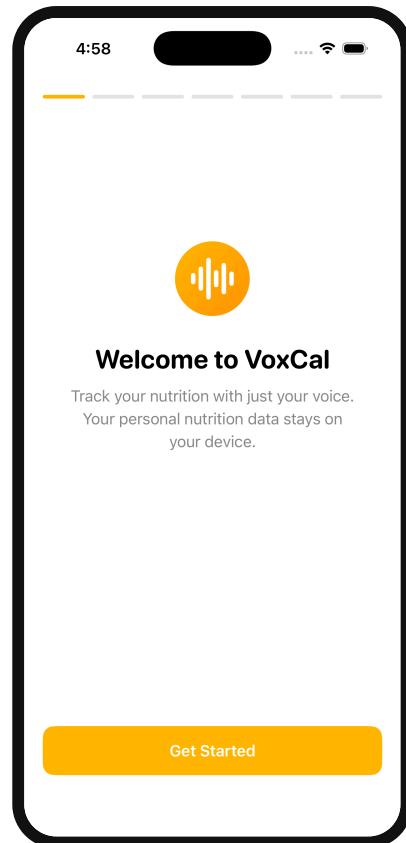 4:58
Welcome to VoxCal
Track your nutrition with just your voice.
Your personal nutrition data stays on
your device.
Get Started